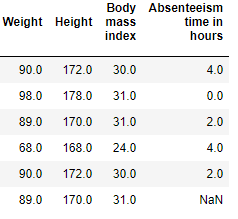 Weight Height Body mass index Absenteeism time in hours
90.0 172.0 30.0 4.0
98.0 178.0 31.0 0.0
89.0 170.0 31.0 2.0
68.0 168.0 24.0 4.0
90.0 172.0 30.0 2.0
89.0 170.0 31.0 NaN